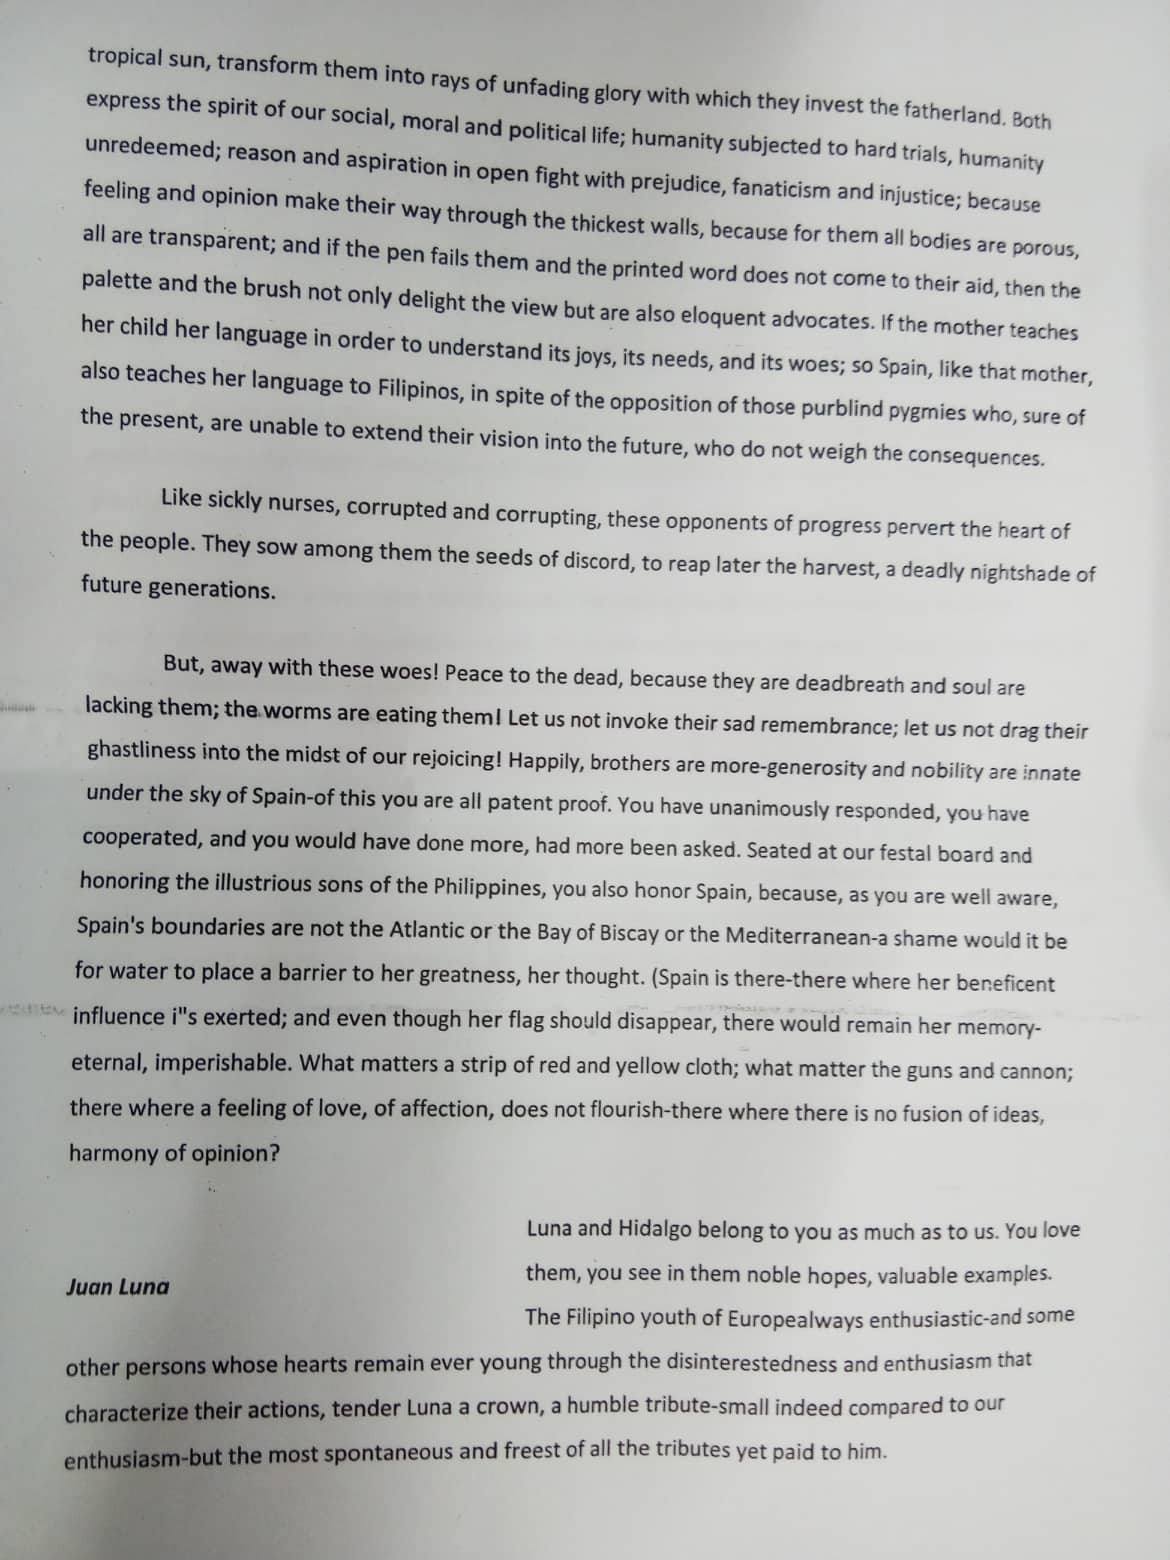 tropical sun, transform them into rays of unfading glory with which they invest the fatherland. Both
express the spirit of our social, moral and political life; humanity subjected to hard trials, humanity
unredeemed; reason and aspiration in open fight with prejudice, fanaticism and injustice; because
feeling and opinion make their way through the thickest walls, because for them all bodies are porous,
all are transparent; and if the pen fails them and the printed word does not come to their aid, then the
palette and the brush not only delight the view but are also eloquent advocates. If the mother teaches
her child her language in order to understand its joys, its needs, and its woes; so Spain, like that mother,
also teaches her language to Filipinos, in spite of the opposition of those purblind pygmies who, sure of
the present, are unable to extend their vision into the future, who do not weigh the consequences.
Like sickly nurses, corrupted and corrupting, these opponents of progress pervert the heart of
the people. They sow among them the seeds of discord, to reap later the harvest, a deadly nightshade of
future generations.
But, away with these woes! Peace to the dead, because they are deadbreath and soul are
lacking them; the worms are eating them! Let us not invoke their sad remembrance; let us not drag their
ghastliness into the midst of our rejoicing! Happily, brothers are more-generosity and nobility are innate
under the sky of Spain-of this you are all patent proof. You have unanimously responded, you have
cooperated, and you would have done more, had more been asked. Seated at our festal board and
honoring the illustrious sons of the Philippines, you also honor Spain, because, as you are well aware,
Spain's boundaries are not the Atlantic or the Bay of Biscay or the Mediterranean-a shame would it be
for water to place a barrier to her greatness, her thought. (Spain is there-there where her beneficent
influence i"s exerted; and even though her flag should disappear, there would remain her memory-
eternal, imperishable. What matters a strip of red and yellow cloth; what matter the guns and cannon;
there where a feeling of love, of affection, does not flourish-there where there is no fusion of ideas,
harmony of opinion?
Luna and Hidalgo belong to you as much as to us. You love
them, you see in them noble hopes, valuable examples.
Juan Luna
The Filipino youth of Europealways enthusiastic-and some
other persons whose hearts remain ever young through the disinterestedness and enthusiasm that
characterize their actions, tender Luna a crown, a humble tribute-small indeed compared to our
enthusiasm-but the most spontaneous and freest of all the tributes yet paid to him.